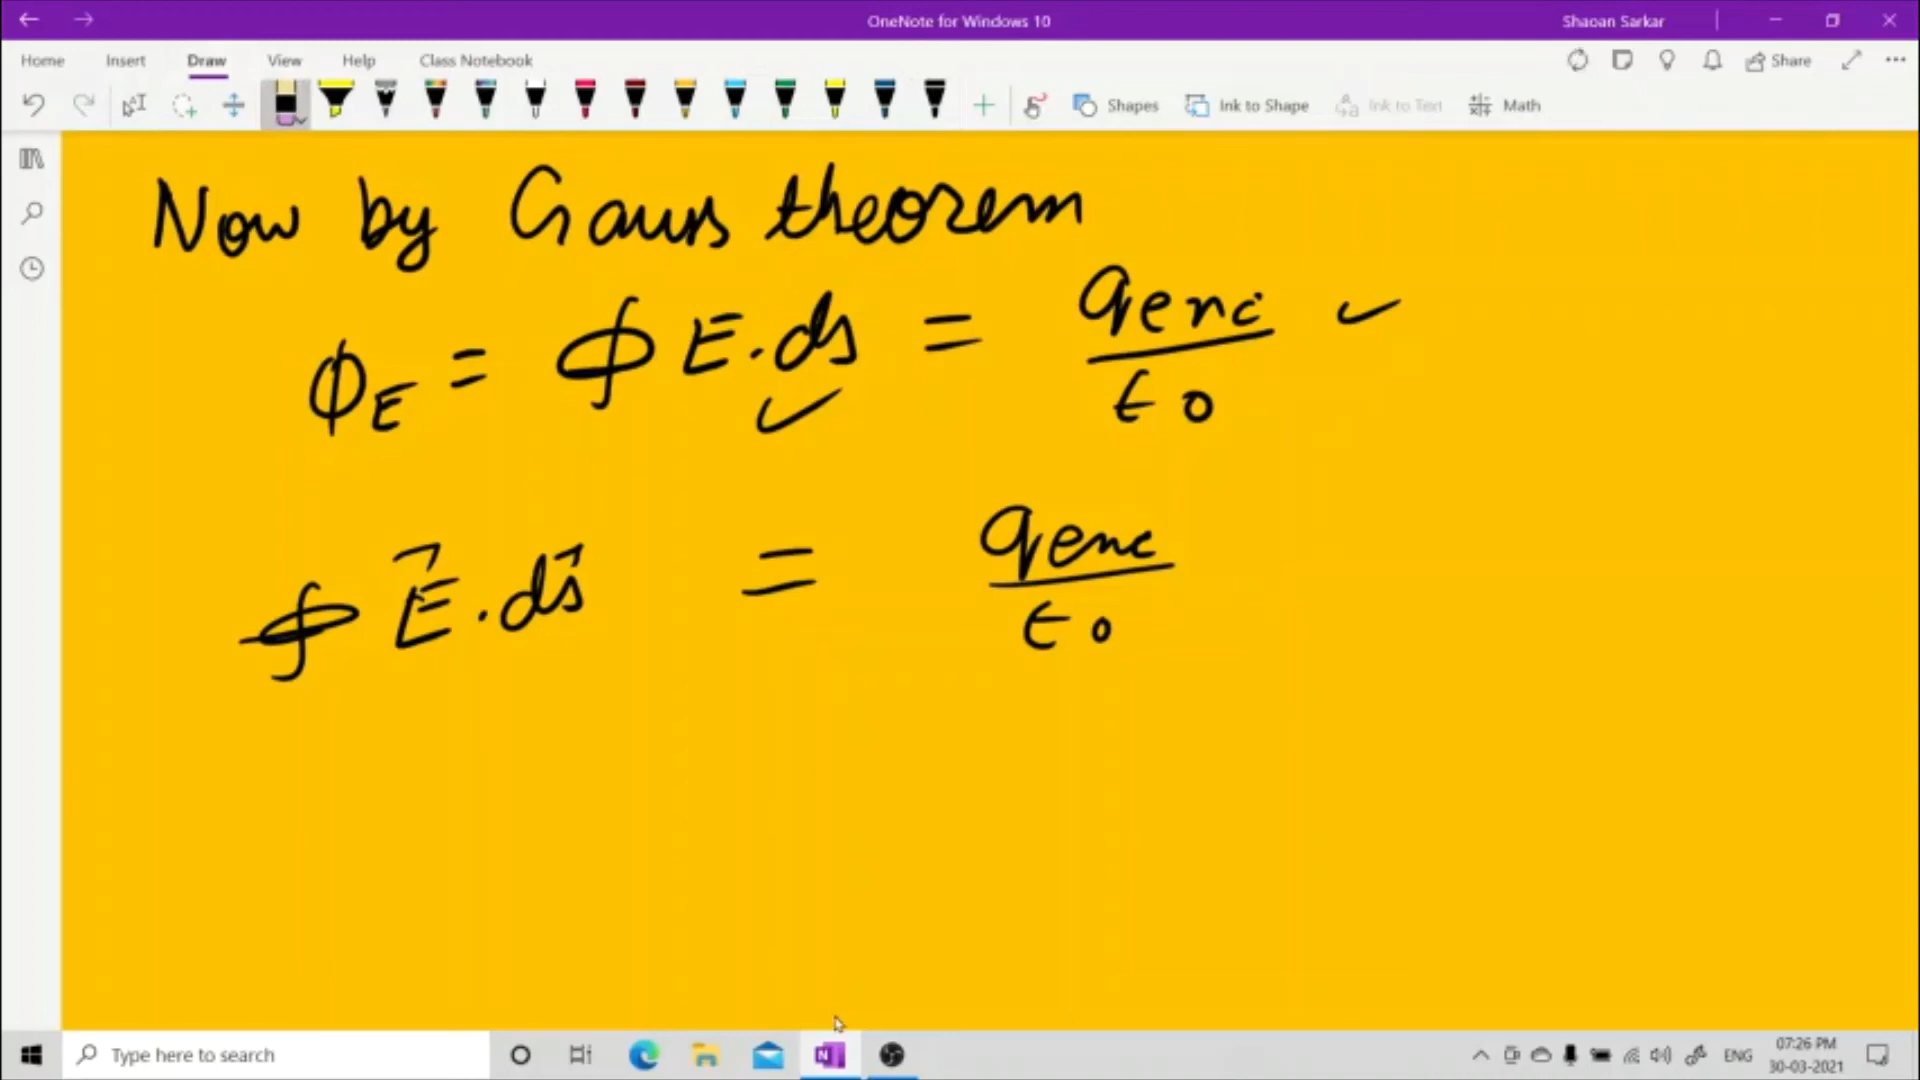 OneNote for Windows 10
Shaoan Sarkar
Home Insert Draw View Help Class Notebook
Share
Shapes Ink to Shape Ink to Text Math
Now by Gauss theorem
ϕE = ∮ E.ds = qenc ✓
ϵ0
✓
∮ E⃗.ds⃗ = qenc
ϵ0
Type here to search
ENG
07:26 PM
30-03-2021